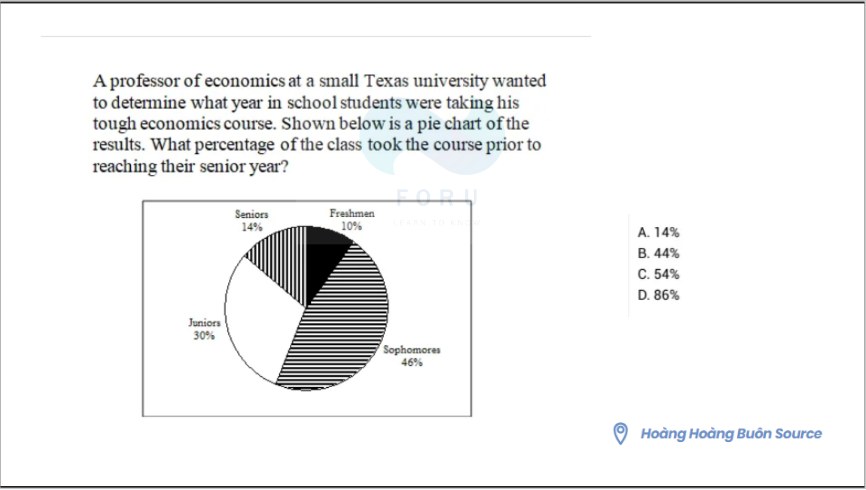 A professor of economics at a small Texas university wanted
to determine what year in school students were taking his
tough economics course. Shown below is a pie chart of the
results. What percentage of the class took the course prior to
reaching their senior year?
FORU
Seniors
14%
Freshmen
10%
Juniors
30%
Sophomores
46%
A. 14%
B. 44%
C. 54%
D. 86%
Hoàng Hoàng Buôn Source